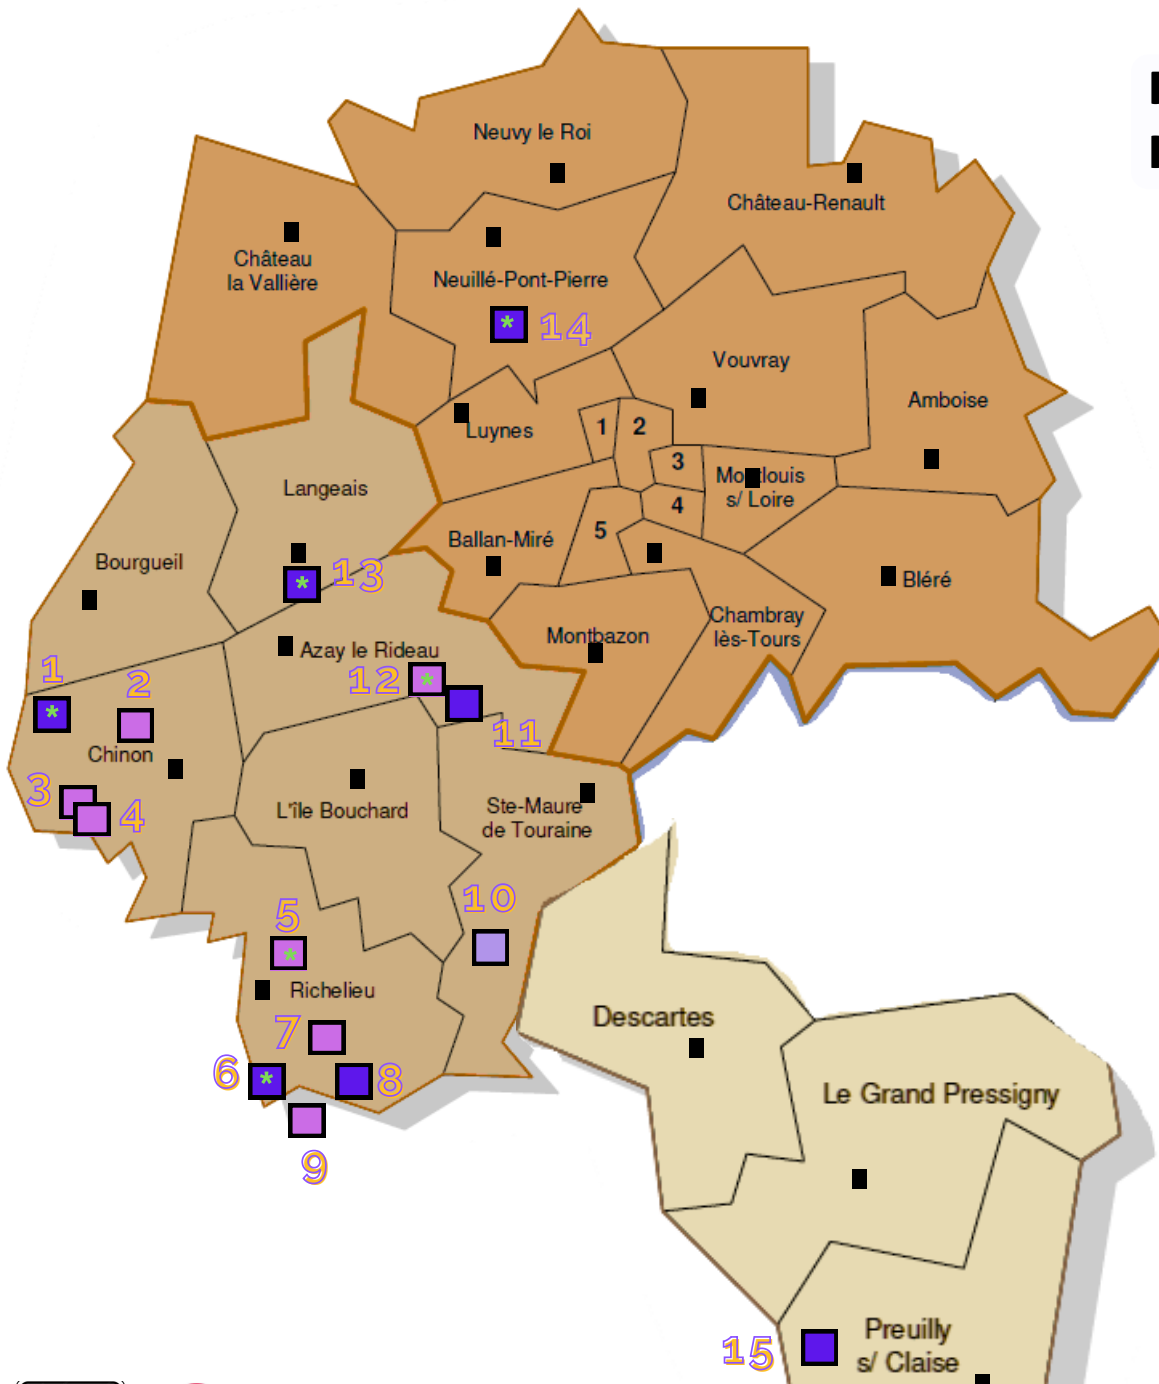 Neuvy le Roi
Château-Renault
Château
la Vallière
Neuillé-Pont-Pierre
* 14
Vouvray
Amboise
Luynes
1
2
3
Montlouis
s/ Loire
4
5
Langeais
Ballan-Miré
Bourgueil
* 13
Bléré
Chambray
lès-Tours
Montbazon
Azay le Rideau
12 *
11
1
*
2
Chinon
3
4
L'île Bouchard
Ste-Maure
de Touraine
10
5
*
Richelieu
7
6 *
8
9
Descartes
Le Grand Pressigny
15
Preuilly
s/ Claise